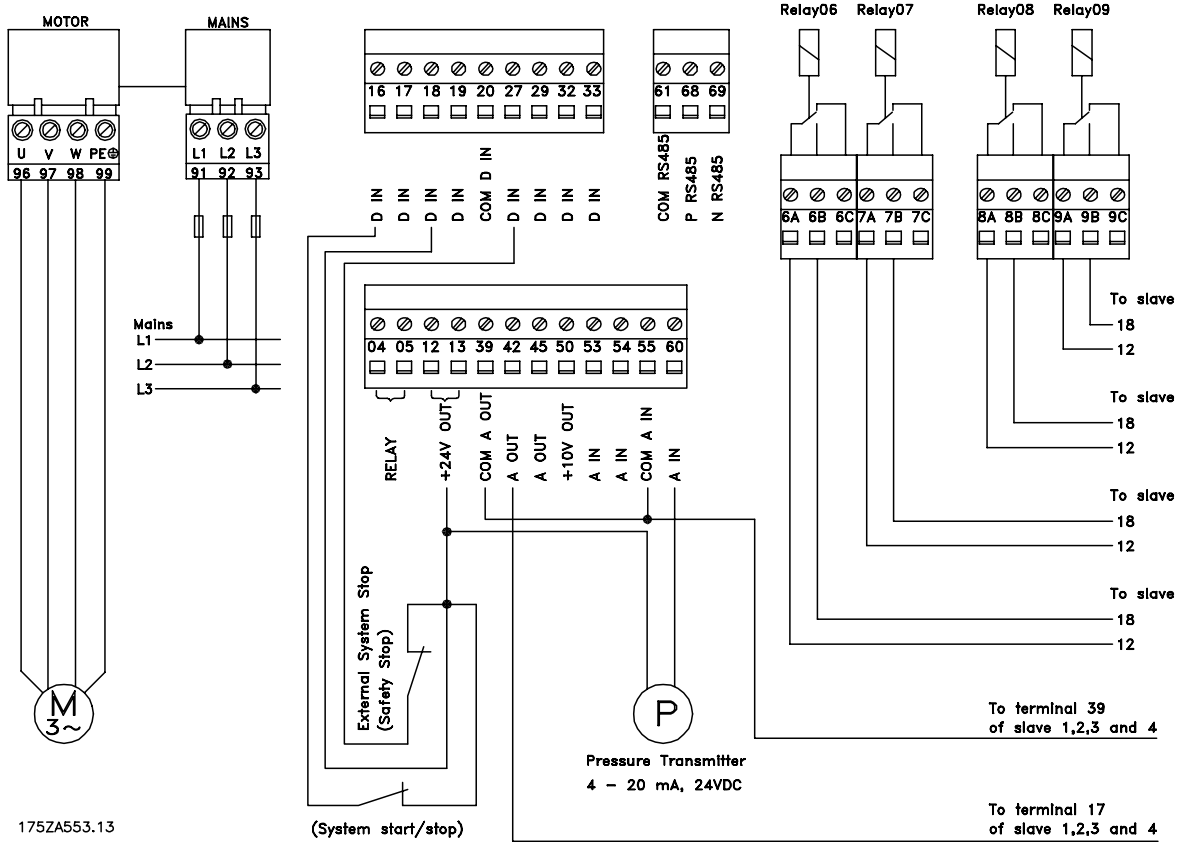 MOTOR
MAINS
U V W PE
96 97 98 99
L1 L2 L3
91 92 93
Mains
L1
L2
L3
M
3~
16 17 18 19 20 27 29 32 33
D IN
D IN
D IN
D IN
COM D IN
D IN
D IN
D IN
D IN
61 68 69
COM RS485
P RS485
N RS485
04 05 12 13 39 42 45 50 53 54 55 60
RELAY
+24V OUT
COM A OUT
A OUT
A OUT
+10V OUT
A IN
A IN
COM A IN
A IN
External System Stop
(Safety Stop)
(System start/stop)
P
Pressure Transmitter
4 - 20 mA, 24VDC
Relay06 Relay07 Relay08 Relay09
6A 6B 6C 7A 7B 7C
8A 8B 8C 9A 9B 9C
To slave
18
12
To slave
18
12
To slave
18
12
To slave
18
12
To terminal 39
of slave 1,2,3 and 4
To terminal 17
of slave 1,2,3 and 4
175ZA553.13